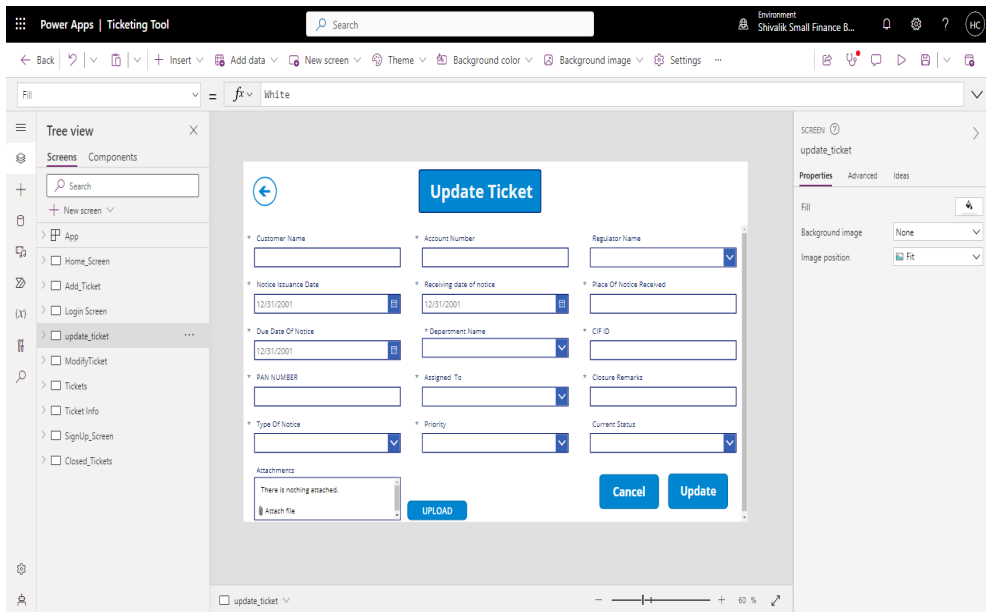 Power Apps | Ticketing Tool
Search
Environment
Shivalik Small Finance B...
?
HC
Back
Insert
Add data
New screen
Theme
Background color
Background image
Settings
...
Fill
=
fx
White
Tree view
Screens
Components
Search
New screen
App
Home_Screen
Add_Ticket
Login Screen
update_ticket
...
ModifyTicket
Tickets
Ticket Info
SignUp_Screen
Closed_Tickets
Update Ticket
* Customer Name
* Account Number
Regulator Name
* Notice Issuance Date
* Receiving date of notice
* Place Of Notice Received
12/31/2001
12/31/2001
* Due Date Of Notice
* Department Name
* CIF ID
12/31/2001
* PAN NUMBER
* Assigned To
* Closure Remarks
* Type Of Notice
* Priority
Current Status
Attachments
There is nothing attached.
Attach file
UPLOAD
Cancel
Update
SCREEN
update_ticket
Properties
Advanced
Ideas
Fill
Background image
None
Image position
Fit
update_ticket
60 %